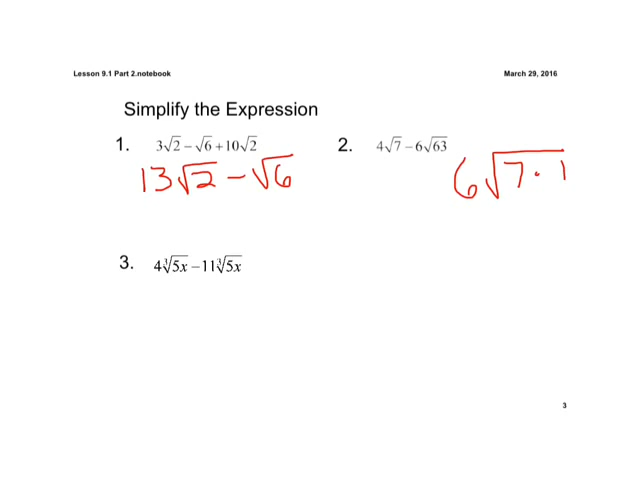 Lesson 9.1 Part 2.notebook
March 29, 2016
Simplify the Expression
1. 3√2 − √6 + 10√2
2. 4√7 − 6√63
13√2 − √6
6√7 · 1
3. 4∛5x − 11∛5x
3